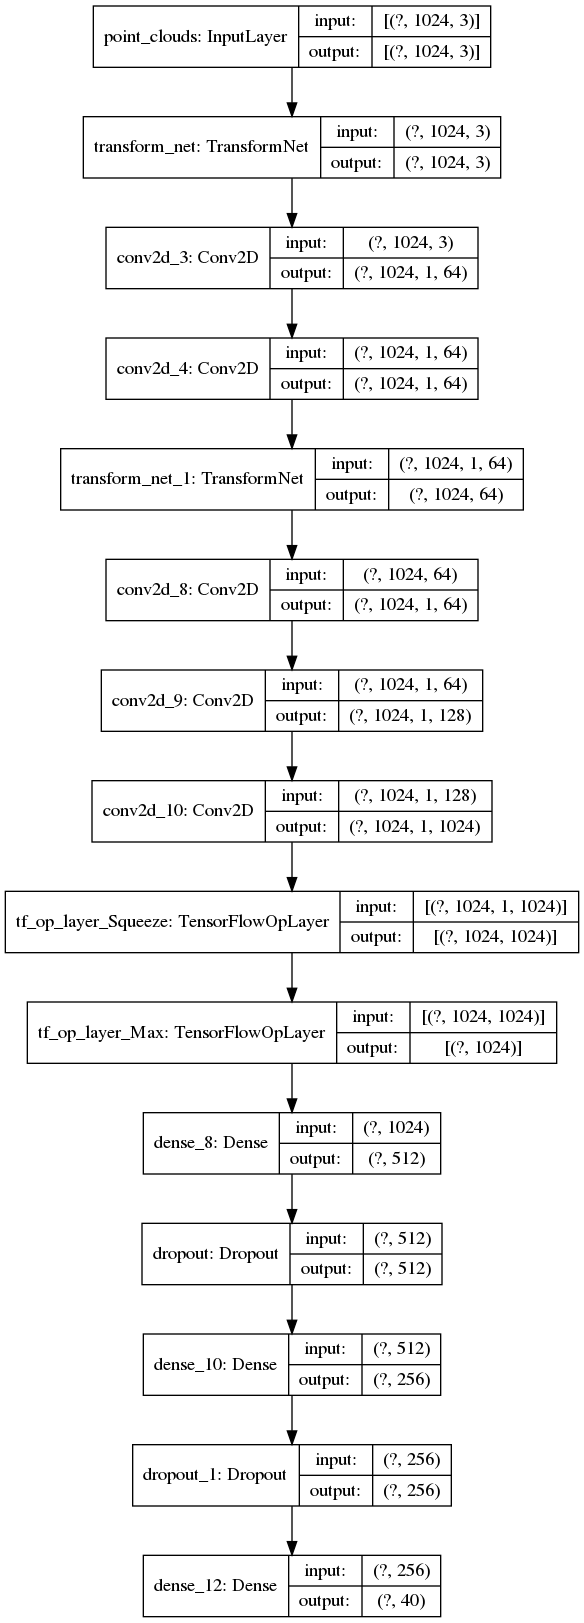 point_clouds: InputLayer
input: [(?, 1024, 3)]
output: [(?, 1024, 3)]
transform_net: TransformNet
input: (?, 1024, 3)
output: (?, 1024, 3)
conv2d_3: Conv2D
input: (?, 1024, 3)
output: (?, 1024, 1, 64)
conv2d_4: Conv2D
input: (?, 1024, 1, 64)
output: (?, 1024, 1, 64)
transform_net_1: TransformNet
input: (?, 1024, 1, 64)
output: (?, 1024, 64)
conv2d_8: Conv2D
input: (?, 1024, 64)
output: (?, 1024, 1, 64)
conv2d_9: Conv2D
input: (?, 1024, 1, 64)
output: (?, 1024, 1, 128)
conv2d_10: Conv2D
input: (?, 1024, 1, 128)
output: (?, 1024, 1, 1024)
tf_op_layer_Squeeze: TensorFlowOpLayer
input: [(?, 1024, 1, 1024)]
output: [(?, 1024, 1024)]
tf_op_layer_Max: TensorFlowOpLayer
input: [(?, 1024, 1024)]
output: [(?, 1024)]
dense_8: Dense
input: (?, 1024)
output: (?, 512)
dropout: Dropout
input: (?, 512)
output: (?, 512)
dense_10: Dense
input: (?, 512)
output: (?, 256)
dropout_1: Dropout
input: (?, 256)
output: (?, 256)
dense_12: Dense
input: (?, 256)
output: (?, 40)